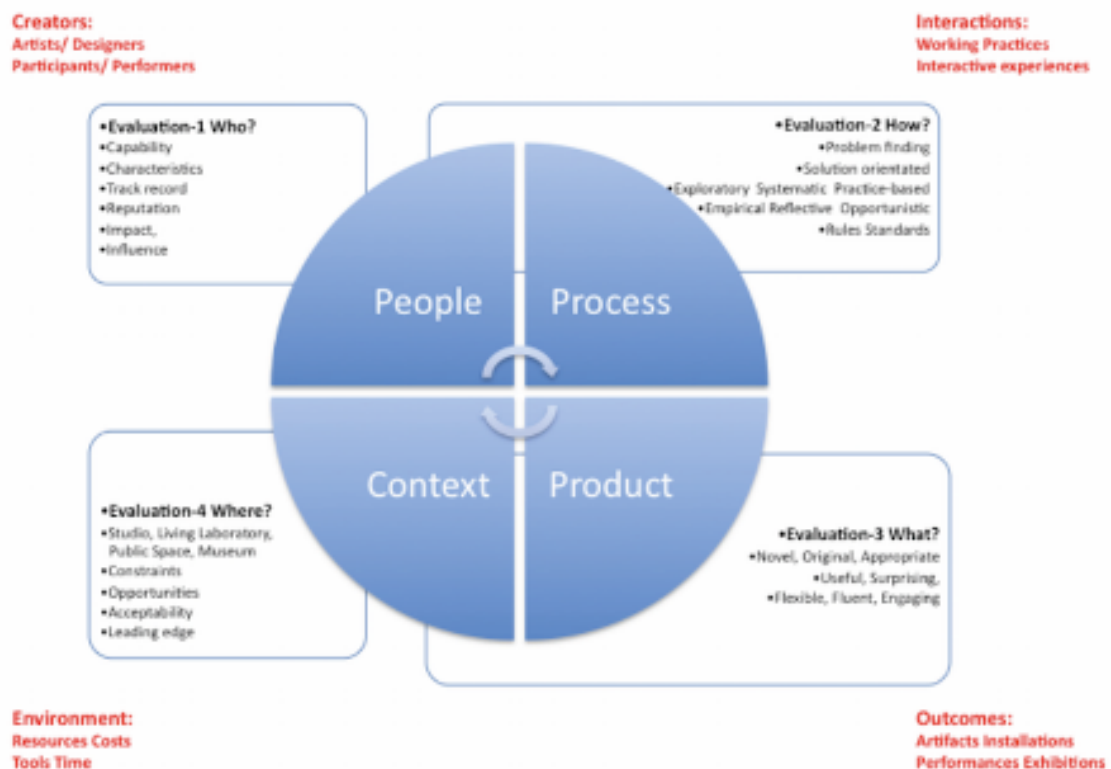 Creators:
Artists/ Designers
Participants/ Performers
Interactions:
Working Practices
Interactive experiences
•Evaluation-1 Who?
•Capability
•Characteristics
•Track record
•Reputation
•Impact,
•Influence
•Evaluation-2 How?
•Problem finding
•Solution orientated
•Exploratory Systematic Practice-based
•Empirical Reflective Opportunistic
•Rules Standards
People
Process
Context
Product
•Evaluation-4 Where?
•Studio, Living Laboratory,
Public Space, Museum
•Constraints
•Opportunities
•Acceptability
•Leading edge
•Evaluation-3 What?
•Novel, Original, Appropriate
•Useful, Surprising,
•Flexible, Fluent, Engaging
Environment:
Resources Costs
Tools Time
Outcomes:
Artifacts Installations
Performances Exhibitions